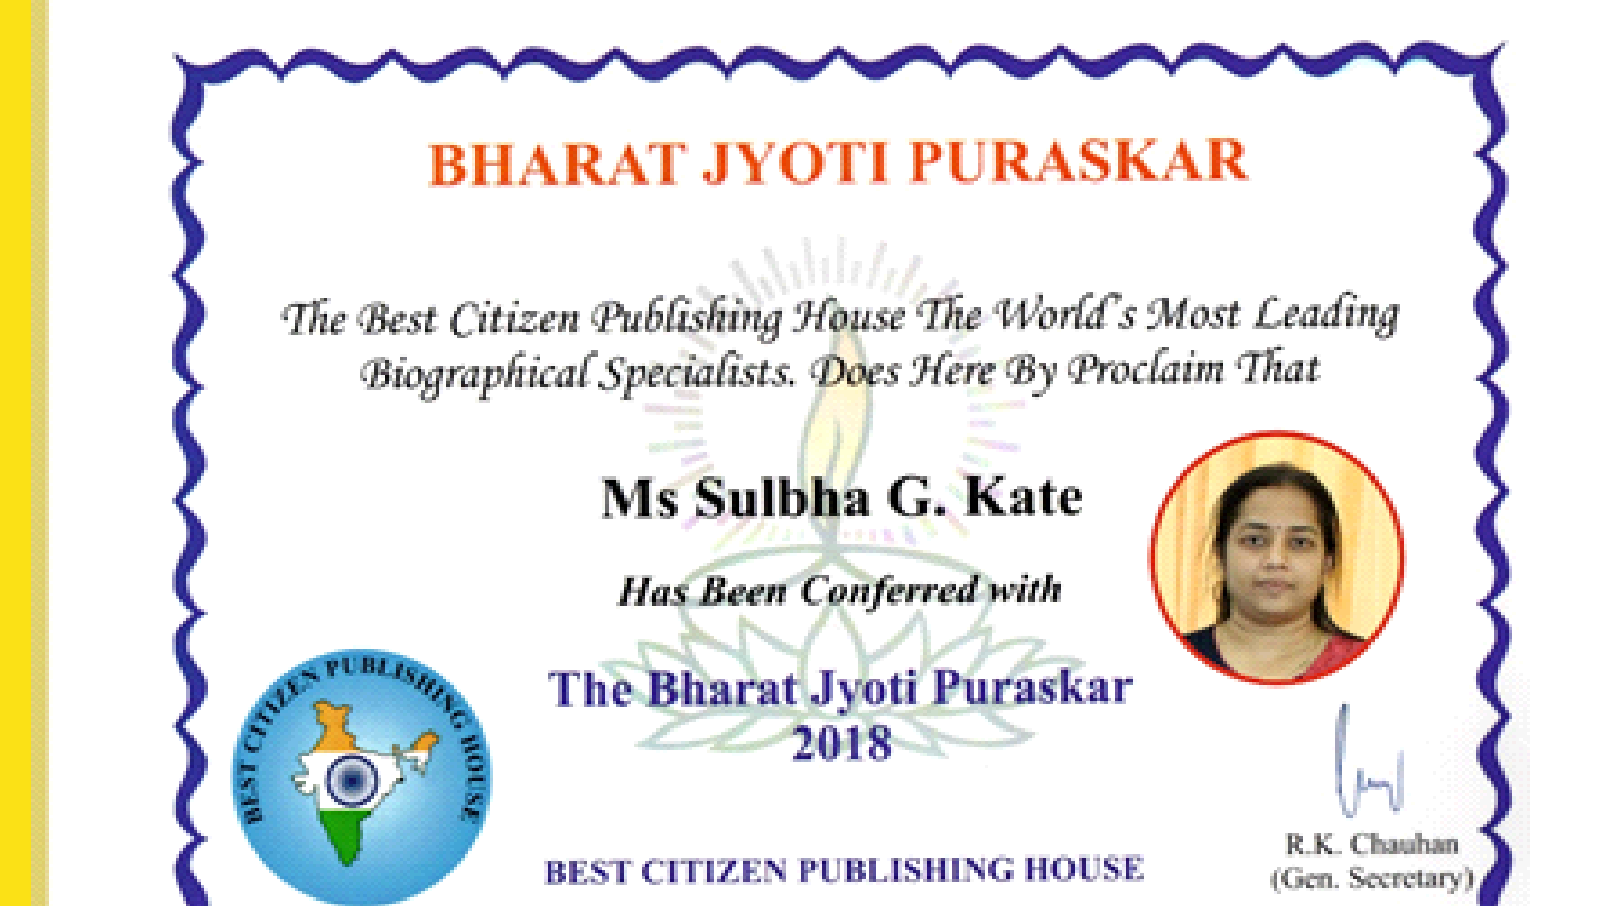 BHARAT JYOTI PURASKAR
The Best Citizen Publishing House The World's Most Leading
Biographical Specialists. Does Here By Proclaim That
Ms Sulbha G. Kate
Has Been Conferred with
The Bharat Jyoti Puraskar
2018
BEST CITIZEN PUBLISHING HOUSE
BEST CITIZEN PUBLISHING HOUSE
R.K. Chauhan
(Gen. Secretary)